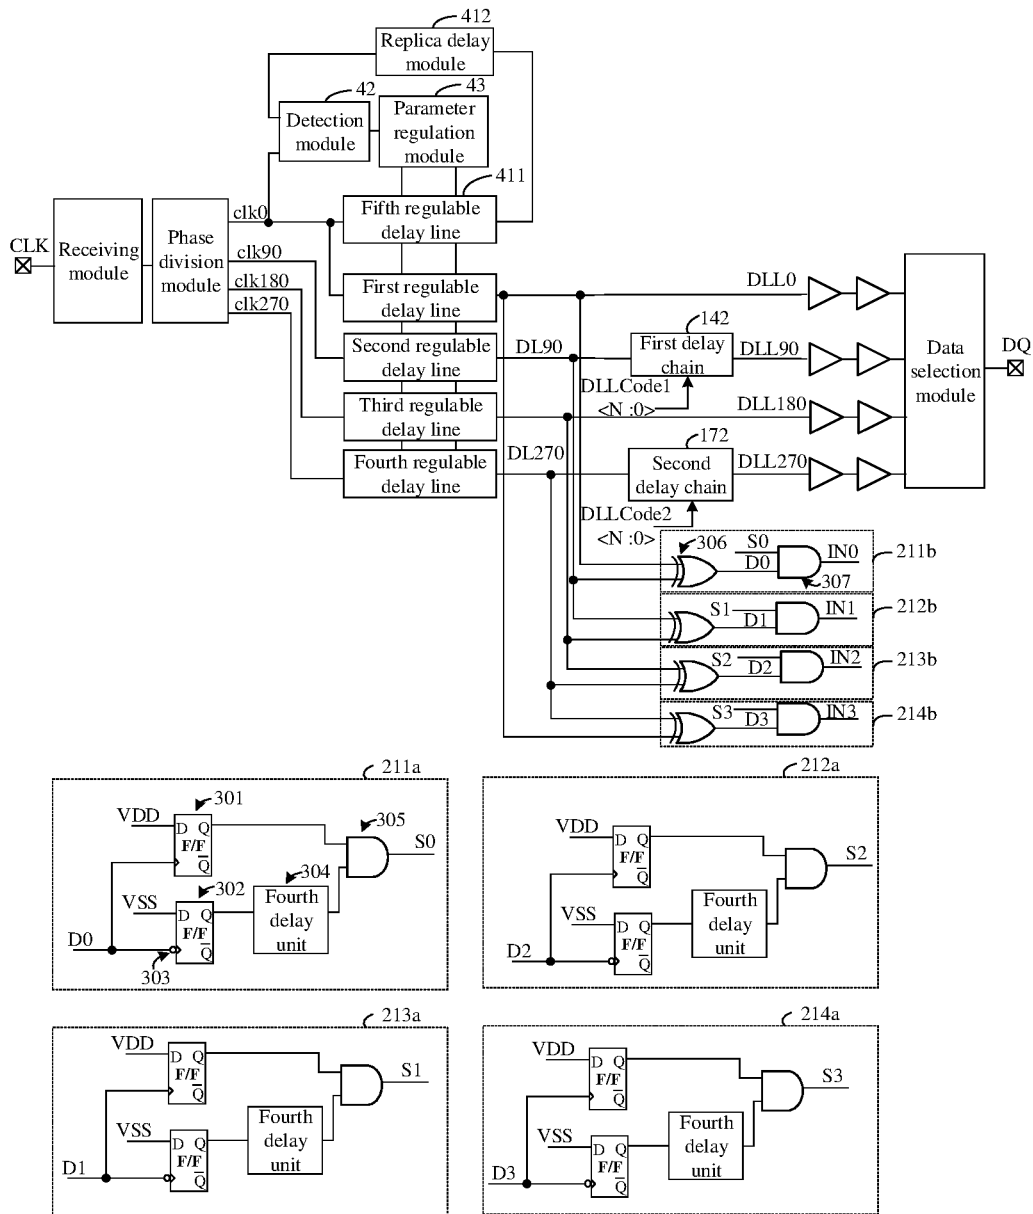 412
Replica delay
module
42
43
Detection
module
Parameter
regulation
module
411
CLK
Receiving
module
Phase
division
module
clk0
clk90
clk180
clk270
Fifth regulable
delay line
First regulable
delay line
Second regulable
delay line
Third regulable
delay line
Fourth regulable
delay line
DL90
DL270
142
First delay
chain
DLLCode1
<N :0>
172
Second
delay chain
DLLCode2
<N :0>
DLL0
DLL90
DLL180
DLL270
Data
selection
module
DQ
306
S0
D0
IN0
307
211b
S1
D1
IN1
212b
S2
D2
IN2
213b
S3
D3
IN3
214b
211a
301
VDD
D Q
F/F
Q
305
S0
302
304
VSS
D Q
F/F
Q
Fourth
delay
unit
D0
303
212a
VDD
D Q
F/F
Q
S2
VSS
D Q
F/F
Q
Fourth
delay
unit
D2
213a
VDD
D Q
F/F
Q
S1
VSS
D Q
F/F
Q
Fourth
delay
unit
D1
214a
VDD
D Q
F/F
Q
S3
VSS
D Q
F/F
Q
Fourth
delay
unit
D3